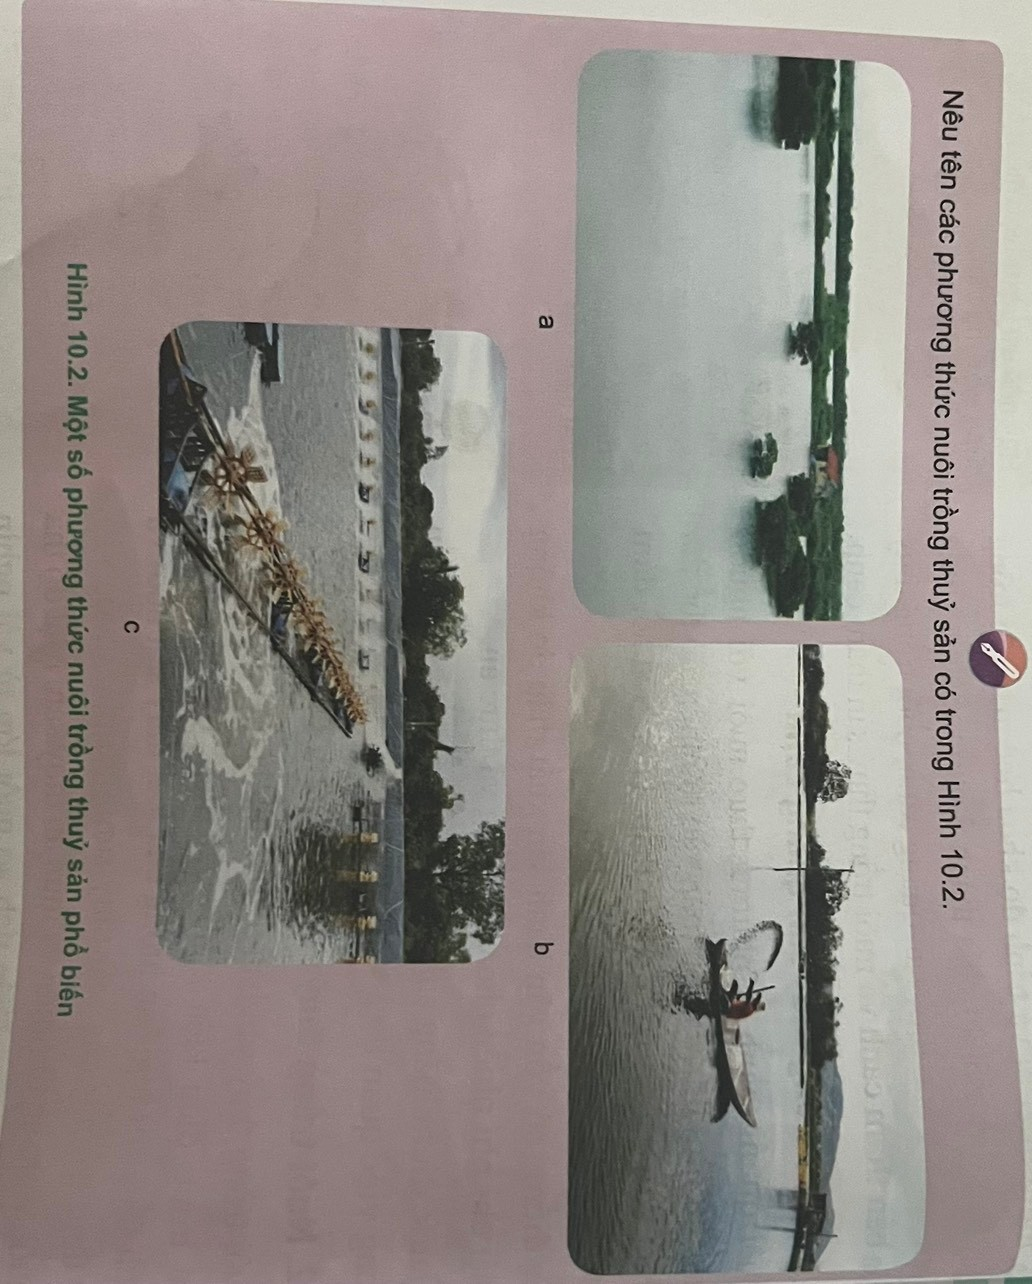 Nêu tên các phương thức nuôi trồng thuỷ sản có trong Hình 10.2.
a
b
c
Hình 10.2. Một số phương thức nuôi trồng thuỷ sản phổ biến